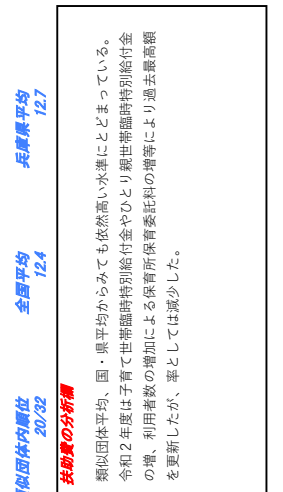 似団体内順位
20/32
全国平均
12.4
兵庫県平均
12.7
扶助費の分析欄
類似団体平均、国・県平均からみても依然高い水準にとどまっている。
令和２年度は子育て世帯臨時特別給付金やひとり親世帯臨時特別給付金
の増、利用者数の増加による保育所保育委託料の増等により過去最高額
を更新したが、率としては減少した。